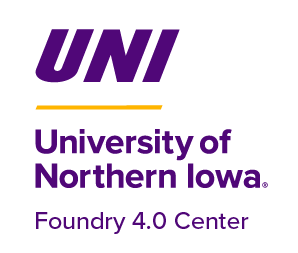 UNI
University of
Northern Iowa®
Foundry 4.0 Center